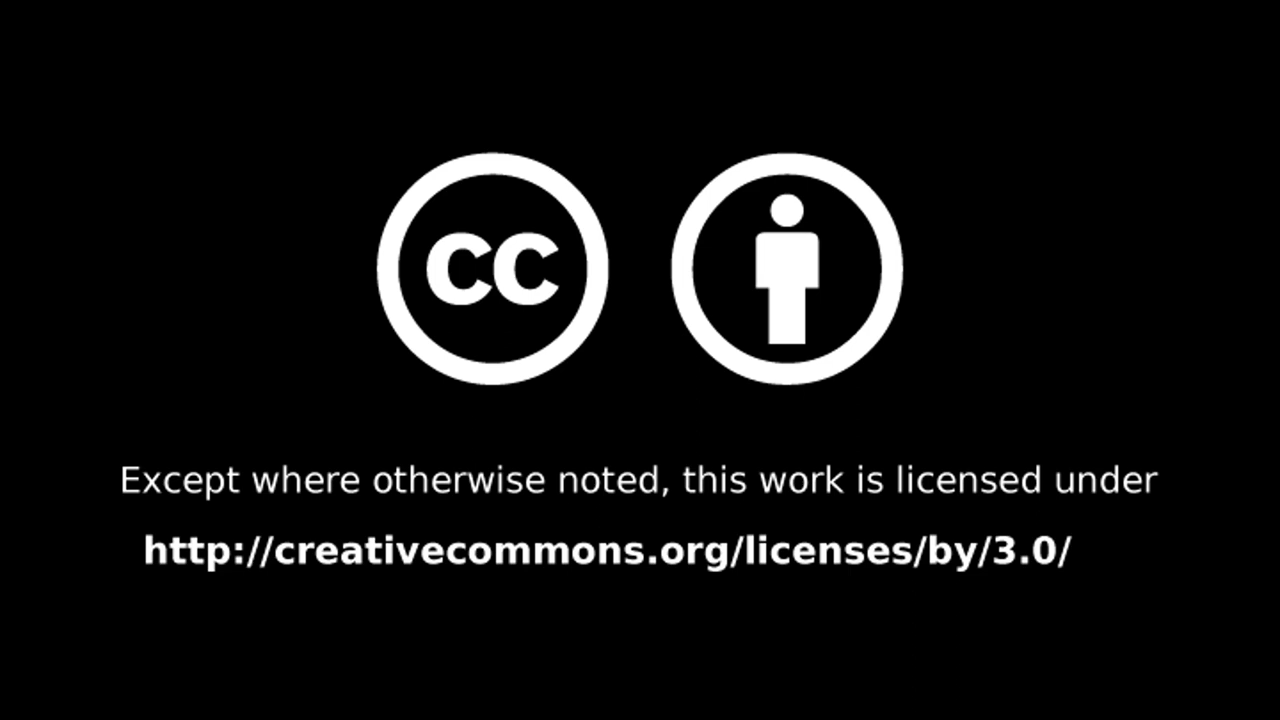 cc
Except where otherwise noted, this work is licensed under
http://creativecommons.org/licenses/by/3.0/